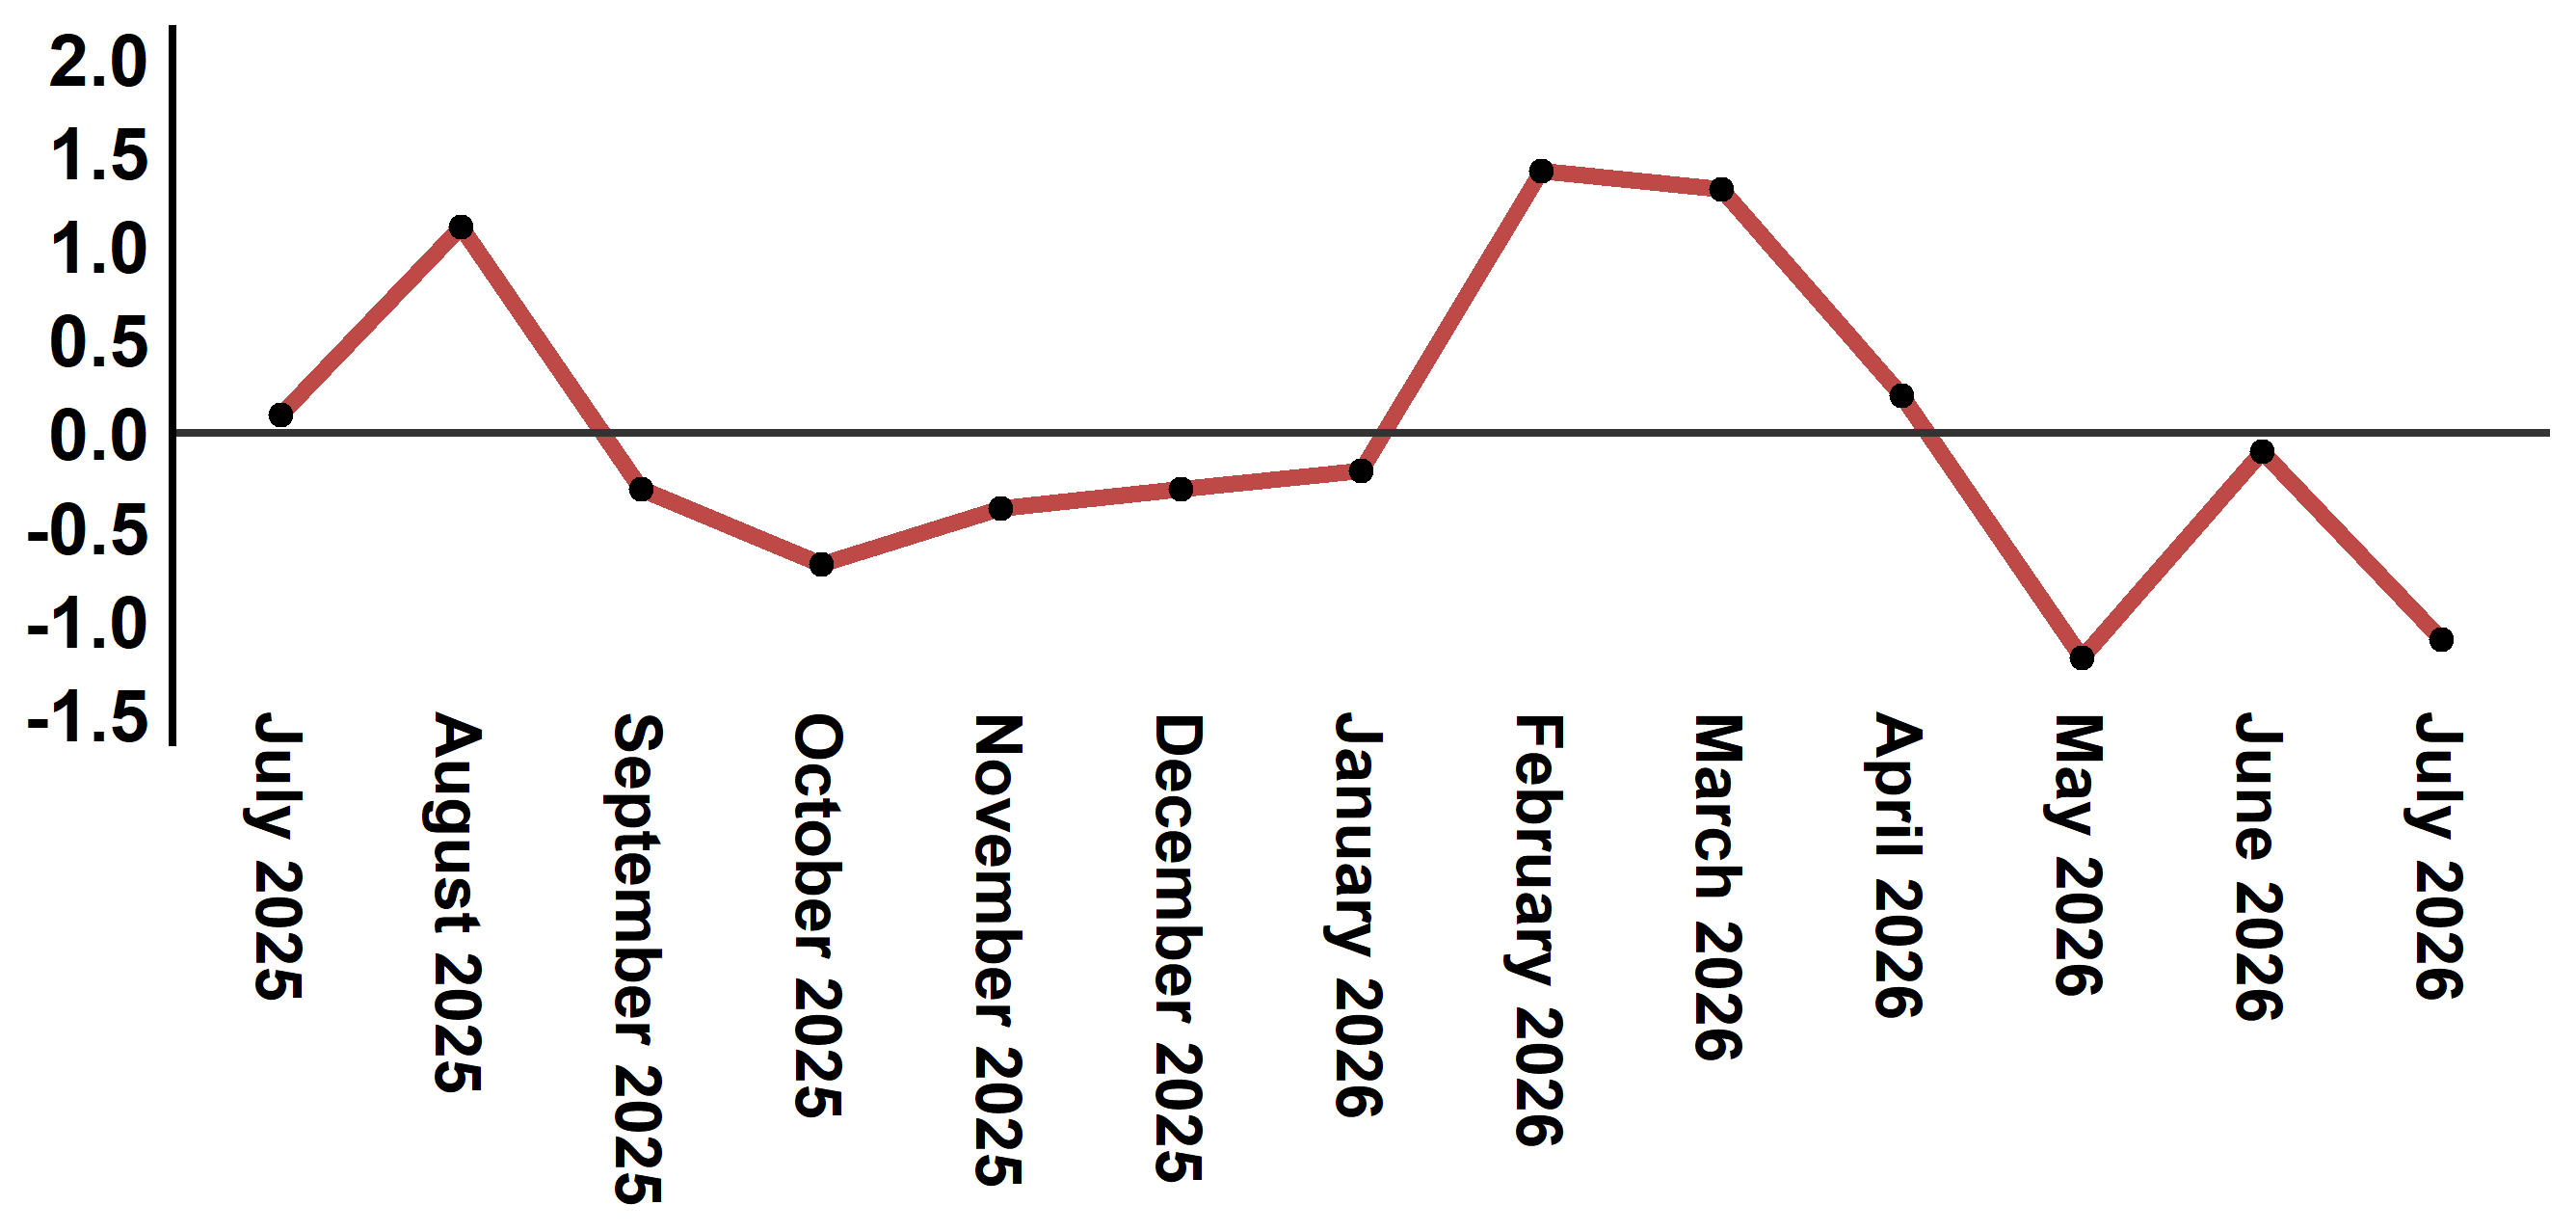 2.0
1.5
1.0
0.5
0.0
-0.5
-1.0
-1.5
July 2025
August 2025
September 2025
October 2025
November 2025
December 2025
January 2026
February 2026
March 2026
April 2026
May 2026
June 2026
July 2026